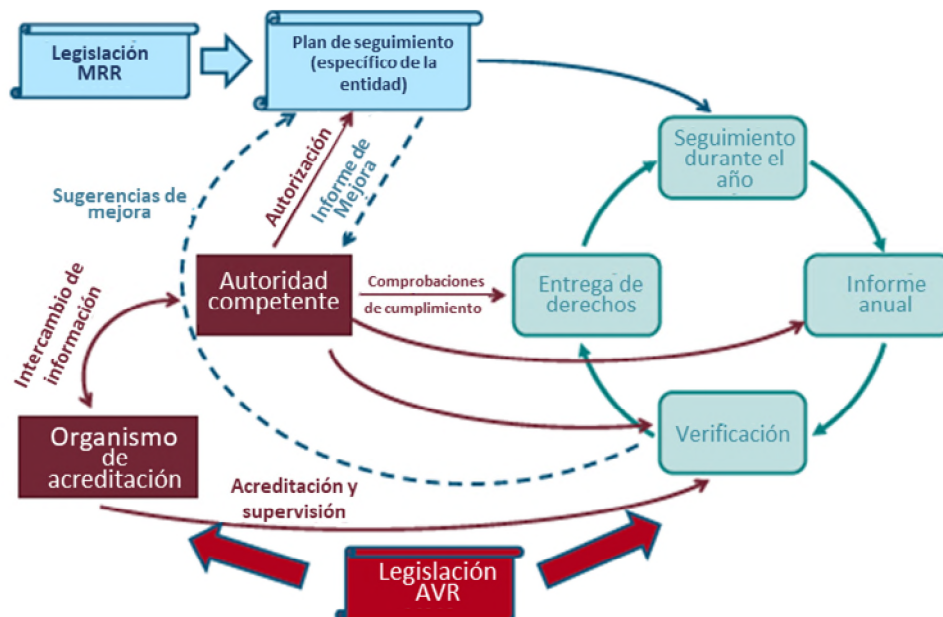 Legislación
MRR
Plan de seguimiento
(específico de la
entidad)
Seguimiento
durante el
año
Autorización
Informe de
Mejora
Sugerencias de
mejora
Autoridad
competente
Comprobaciones
de cumplimiento
Entrega de
derechos
Informe
anual
Intercambio de
información
Organismo
de
acreditación
Verificación
Acreditación y
supervisión
Legislación
AVR